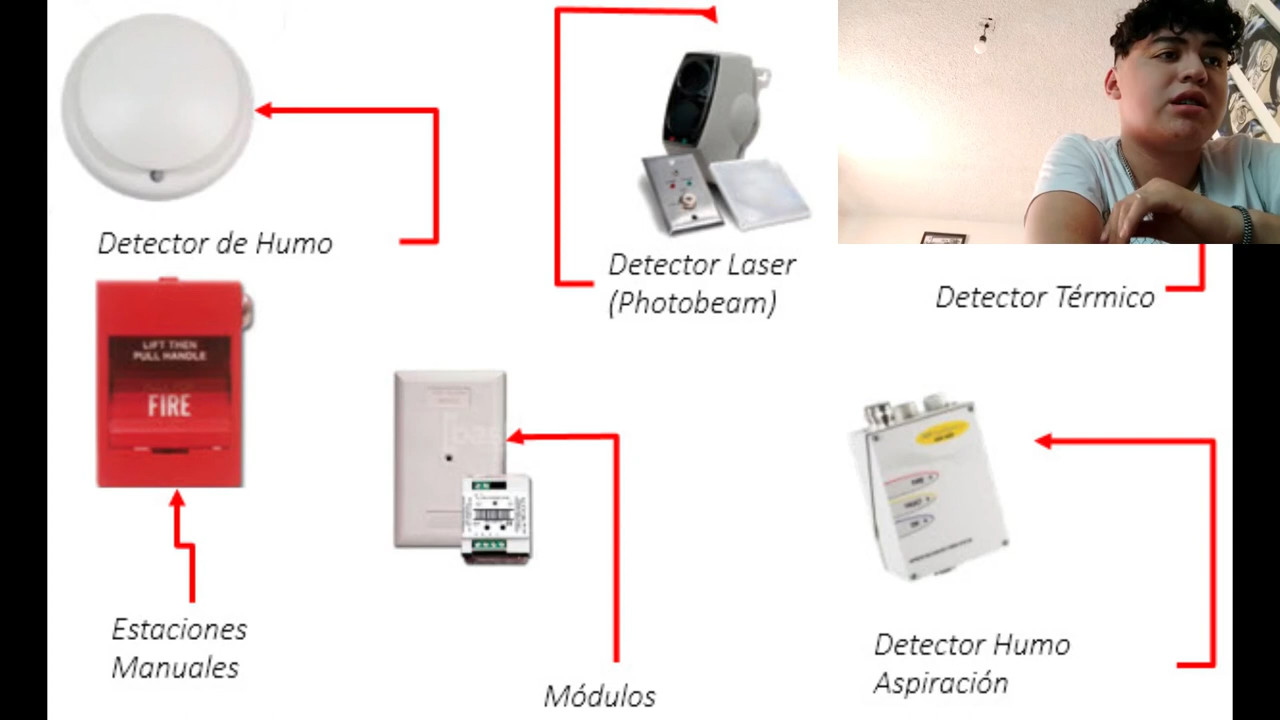 Detector de Humo
Detector Laser
(Photobeam)
Detector Térmico
LIFT THEN
PULL HANDLE
FIRE
Estaciones
Manuales
Módulos
Detector Humo
Aspiración